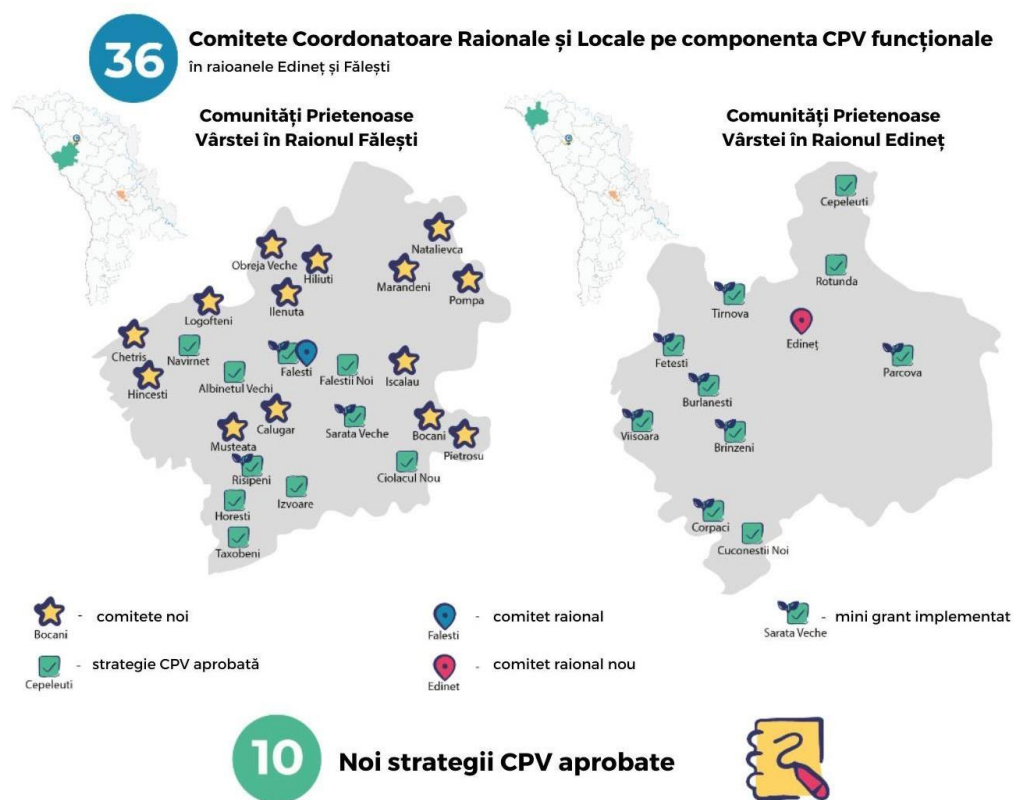 36
Comitete Coordonatoare Raionale și Locale pe componenta CPV funcționale
în raioanele Edineț și Fălești
Comunități Prietenoase
Vârstei în Raionul Fălești
Natalievca
Obreja Veche
Hiliuti
Marandeni
Pompa
Ilenuta
Logofteni
Chetris
Navirnet
Falesti
Falestii Noi
Iscalau
Hincesti
Albinetul Vechi
Calugar
Sarata Veche
Bocani
Musteata
Pietrosu
Risipeni
Ciolacul Nou
Izvoare
Horesti
Taxobeni
Comunități Prietenoase
Vârstei în Raionul Edineț
Cepeleuti
Rotunda
Tirnova
Edineț
Fetesti
Parcova
Burlanesti
Viisoara
Brinzeni
Corpaci
Cuconestii Noi
Bocani
- comitete noi
Falesti
- comitet raional
Sarata Veche
- mini grant implementat
Cepeleuti
- strategie CPV aprobată
Edinet
- comitet raional nou
10
Noi strategii CPV aprobate